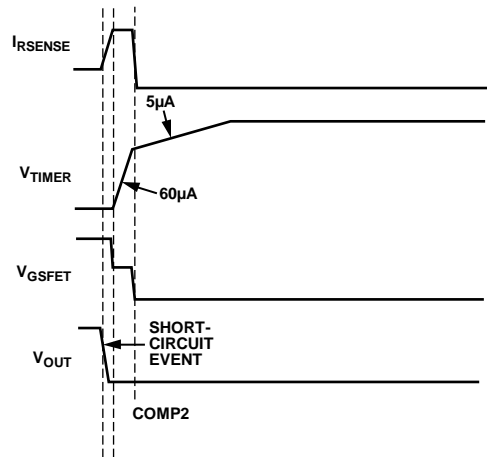 IRSENSE
5µA
VTIMER
60µA
VGSFET
SHORT-
CIRCUIT
EVENT
VOUT
COMP2